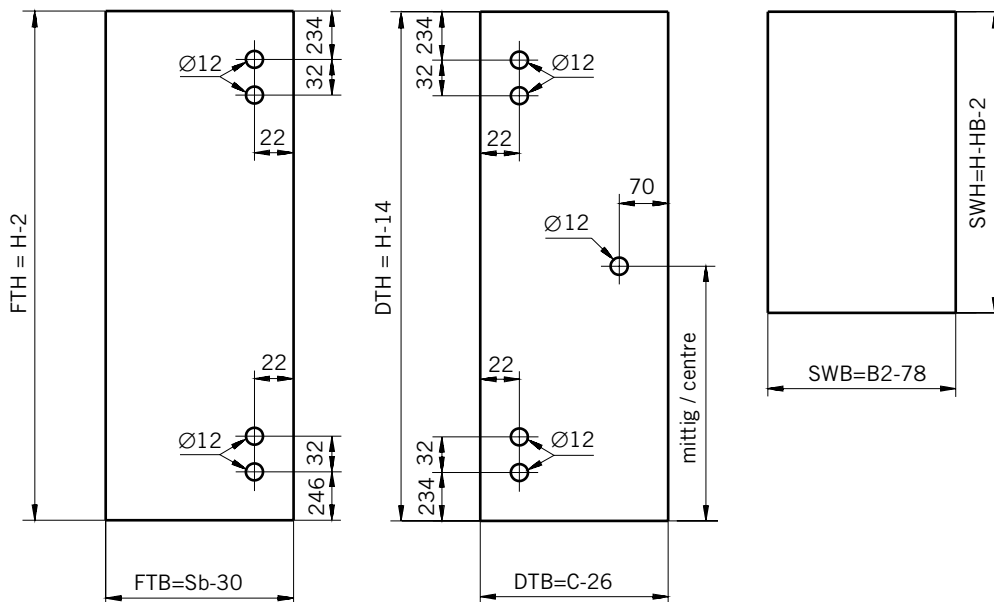 FTH = H-2
234
32
Ø12
22
22
Ø12
32
246
FTB=Sb-30
DTH = H-14
234
32
Ø12
22
70
Ø12
22
Ø12
32
234
mittig / centre
DTB=C-26
SWH=H-HB-2
SWB=B2-78